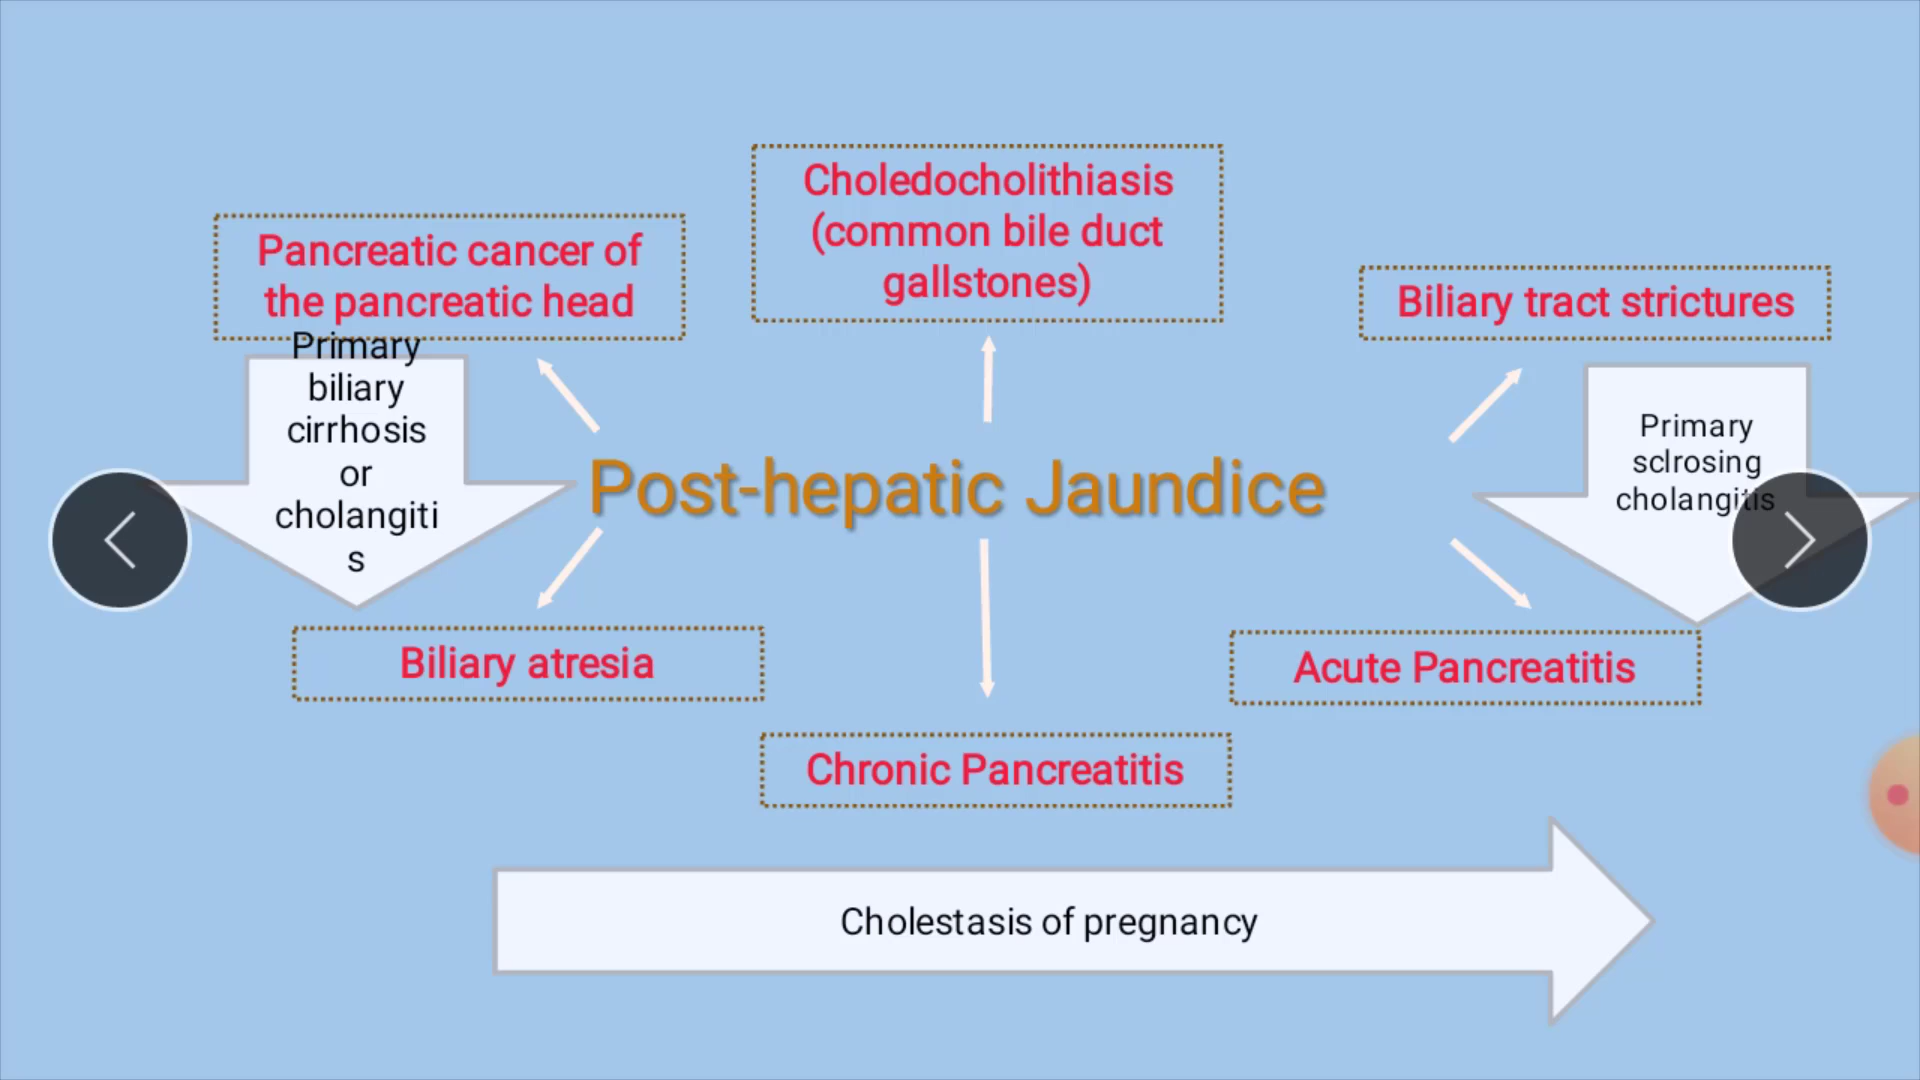 Choledocholithiasis
(common bile duct
gallstones)
Pancreatic cancer of
the pancreatic head
Biliary tract strictures
Primary
biliary
cirrhosis
or
cholangiti
s
Primary
sclrosing
cholangitis
Post-hepatic Jaundice
Biliary atresia
Acute Pancreatitis
Chronic Pancreatitis
Cholestasis of pregnancy